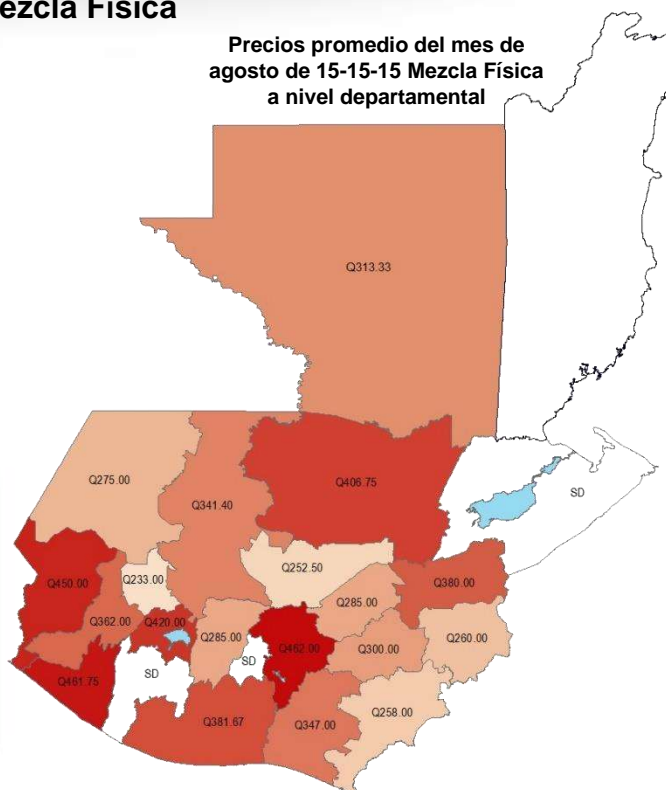 ezcla Física
Precios promedio del mes de
agosto de 15-15-15 Mezcla Física
a nivel departamental
Q313.33
Q275.00
Q341.40
Q406.75
SD
Q450.00
Q233.00
Q252.50
Q380.00
Q285.00
Q362.00
Q420.00
Q285.00
Q462.00
Q300.00
Q260.00
SD
SD
Q461.75
Q381.67
Q347.00
Q258.00